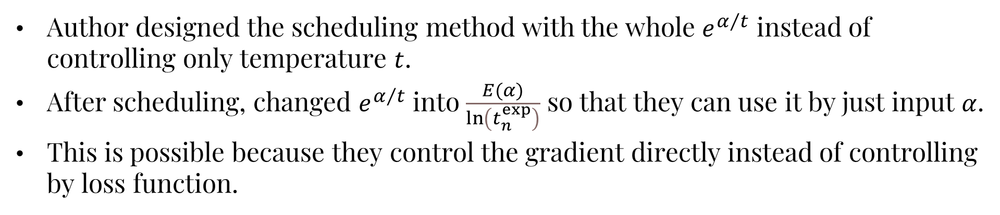 • Author designed the scheduling method with the whole $e^{\alpha/t}$ instead of
controlling only temperature $t$.
• After scheduling, changed $e^{\alpha/t}$ into $\frac{E(\alpha)}{\ln(t_n^{\text{exp}})}$ so that they can use it by just input $\alpha$.
• This is possible because they control the gradient directly instead of controlling
by loss function.